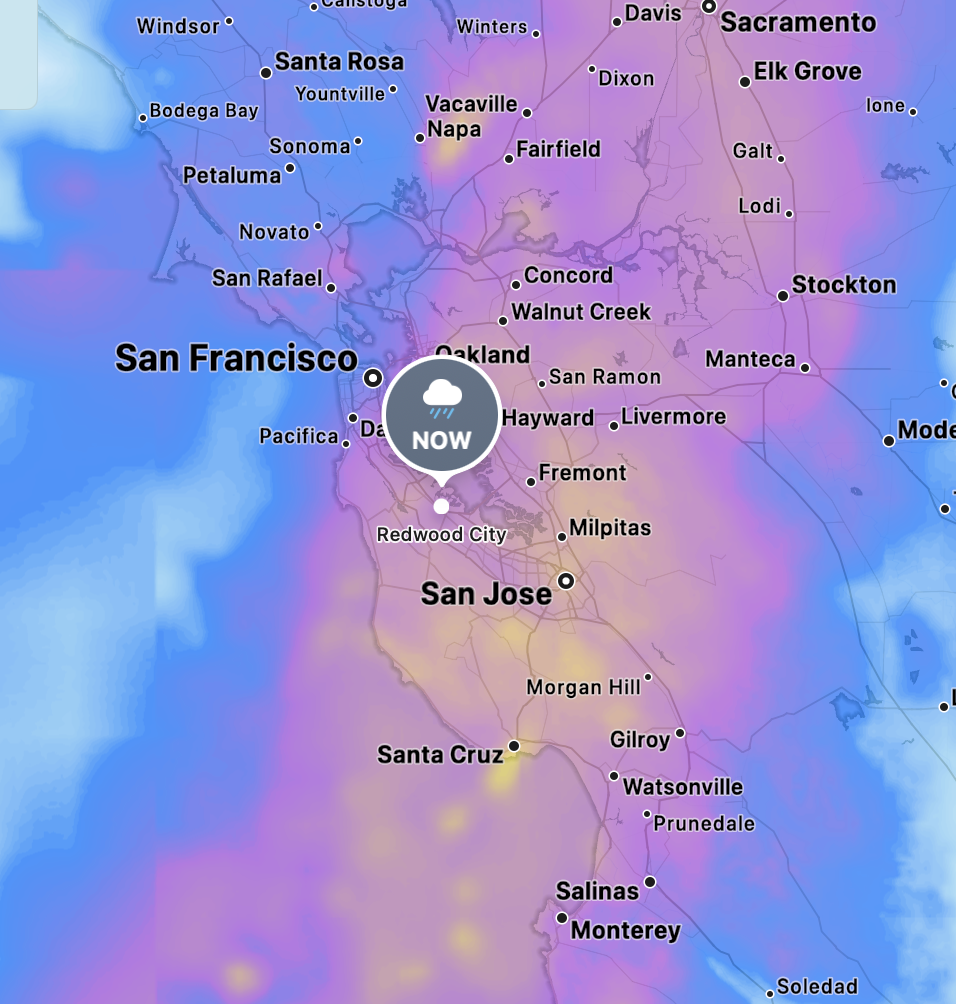 Calistoga
Windsor
Winters
Davis
Sacramento
Santa Rosa
Elk Grove
Dixon
Yountville
Vacaville
Ione
Bodega Bay
Napa
Sonoma
Fairfield
Galt
Petaluma
Lodi
Novato
San Rafael
Concord
Stockton
Walnut Creek
San Francisco
Oakland
Manteca
San Ramon
Hayward
Livermore
Pacifica
NOW
Fremont
Milpitas
Redwood City
San Jose
Morgan Hill
Gilroy
Santa Cruz
Watsonville
Prunedale
Salinas
Monterey
Soledad